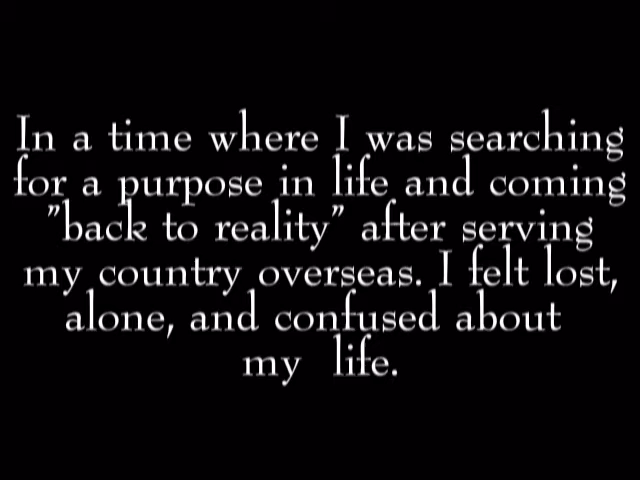 In a time where I was searching
for a purpose in life and coming
"back to reality" after serving
my country overseas. I felt lost,
alone, and confused about
my life.